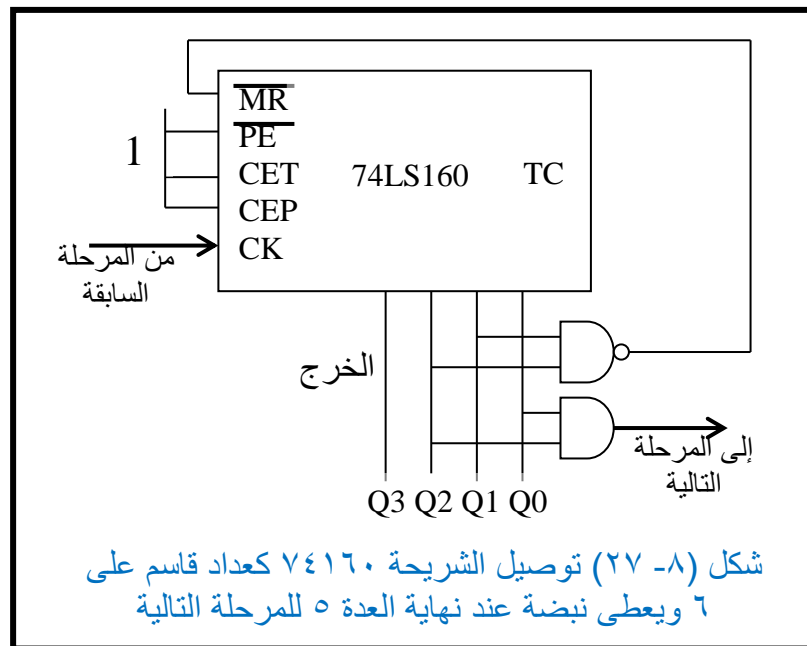 MR
PE
1
CET
74LS160
TC
CEP
CK
من المرحلة
السابقة
الخرج
إلى المرحلة
التالية
Q3 Q2 Q1 Q0
شكل (٨- ٢٧) توصيل الشريحة ٧٤١٦٠ كعداد قاسم على
٦ ويعطى نبضة عند نهاية العدة ٥ للمرحلة التالية